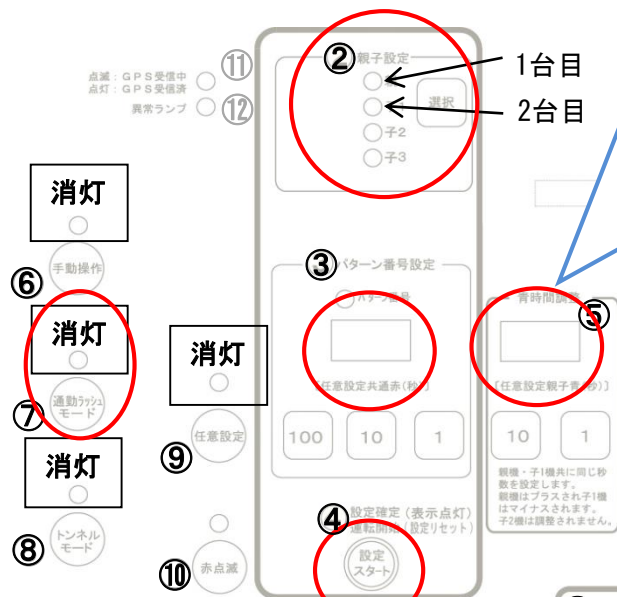 ② 親子設定
1台目
選択
2台目
子2
子3
⑪
点滅：GPS受信中
点灯：GPS受信済
異常ランプ ⑫
消灯
⑥ 手動操作
消灯
⑦ 通勤ラッシュ
モード
消灯
⑧ トンネル
モード
消灯
⑨ 任意設定
⑩ 赤点滅
③ パターン番号設定
パターン番号
[任意設定共通赤(秒)]
100 10 1
④ 設定確定（表示点灯）
運転開始（設定リセット）
設定
スタート
青時間調整
⑤
[任意設定親子青(秒)]
10 1
親機・子1機共に同じ秒
数を設定します。
親機はプラスされ子1機
はマイナスされます。
子2機は調整されません。